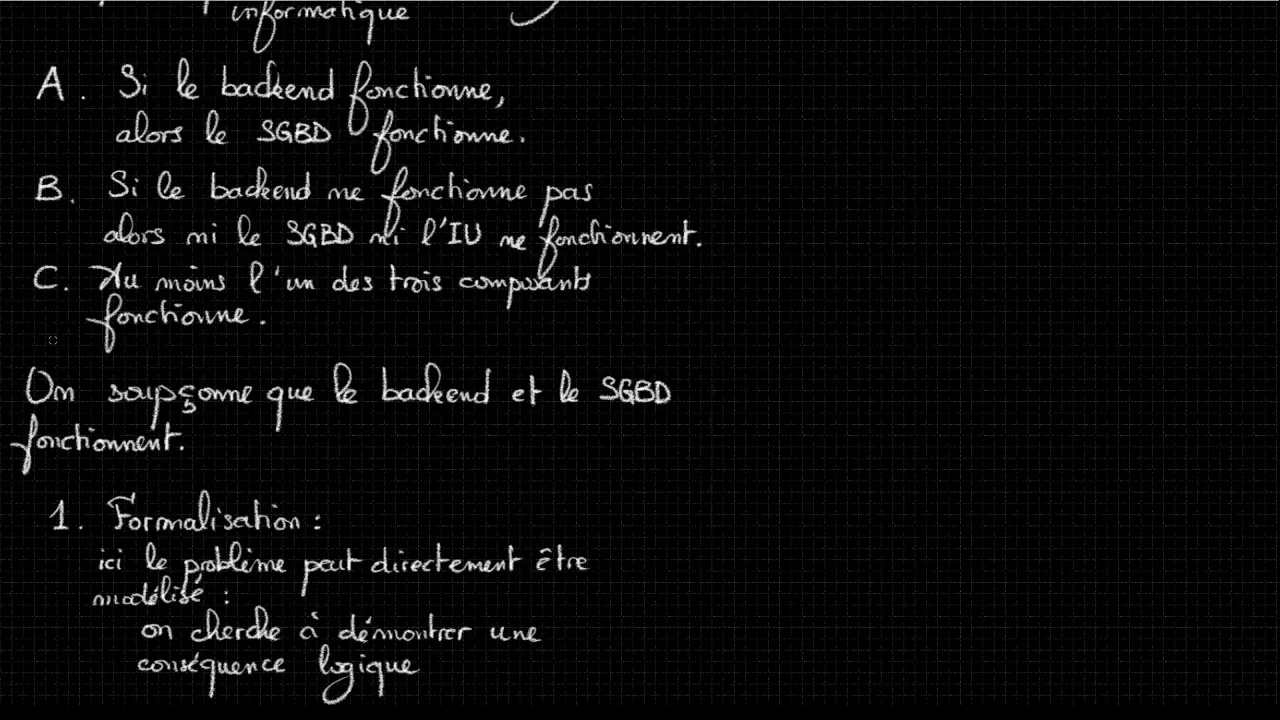 informatique
A. Si le backend fonctionne,
alors le SGBD fonctionne.
B. Si le backend ne fonctionne pas
alors ni le SGBD ni l'IU ne fonctionnent.
C. Au moins l'un des trois composants
fonctionne.
On soupçonne que le backend et le SGBD
fonctionnent.
1. Formalisation :
ici le problème peut directement être
modélisé :
on cherche à démontrer une
conséquence logique